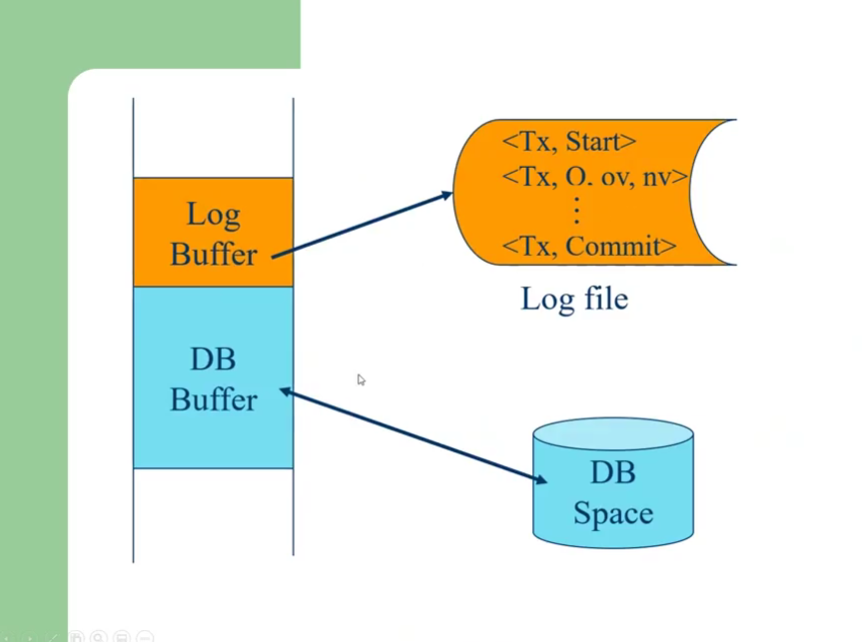 Log
Buffer
DB
Buffer
<Tx, Start>
<Tx, O, ov, nv>
⋮
<Tx, Commit>
Log file
DB
Space